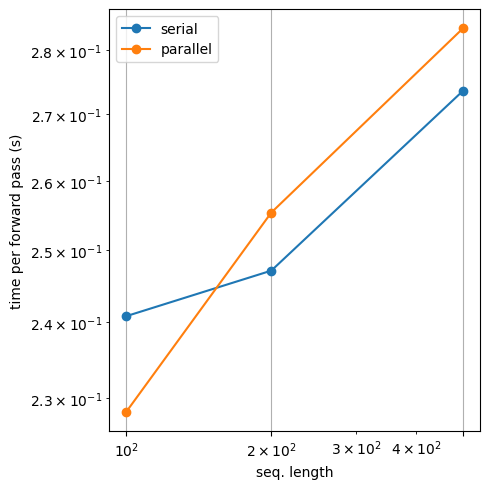 serial
parallel
2.8 × 10⁻¹
2.7 × 10⁻¹
2.6 × 10⁻¹
2.5 × 10⁻¹
2.4 × 10⁻¹
2.3 × 10⁻¹
time per forward pass (s)
10² 2 × 10² 3 × 10² 4 × 10²
seq. length